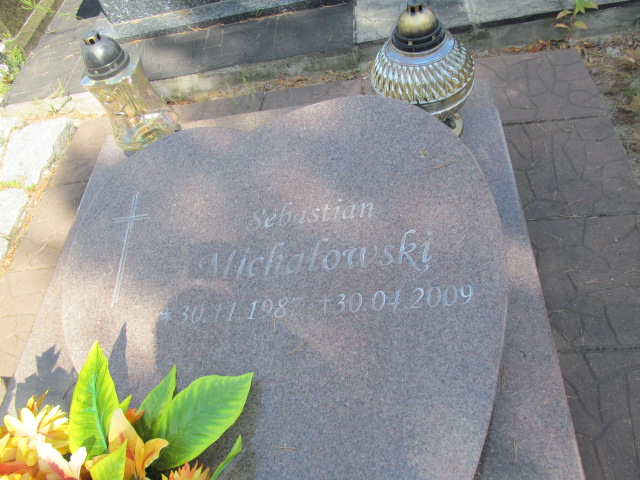 Sebastian
Michałowski
*30.11.1987 †30.04.2009